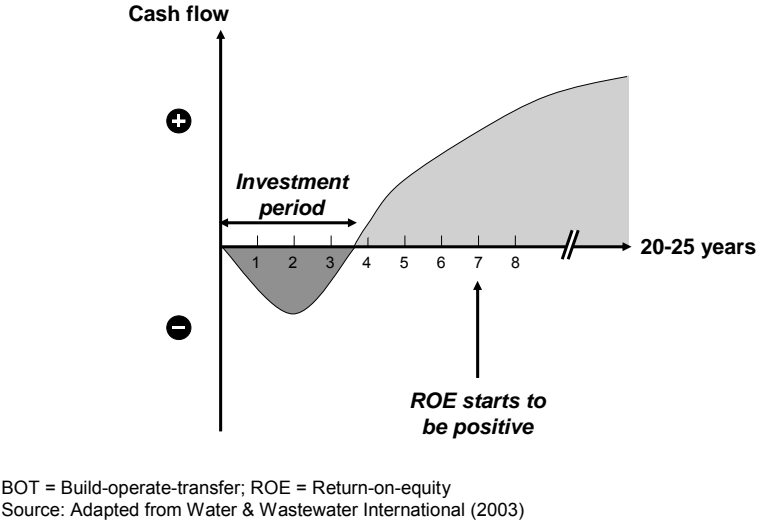 Cash flow
+
Investment
period
1 2 3 4 5 6 7 8
20-25 years
−
ROE starts to
be positive
BOT = Build-operate-transfer; ROE = Return-on-equity
Source: Adapted from Water & Wastewater International (2003)